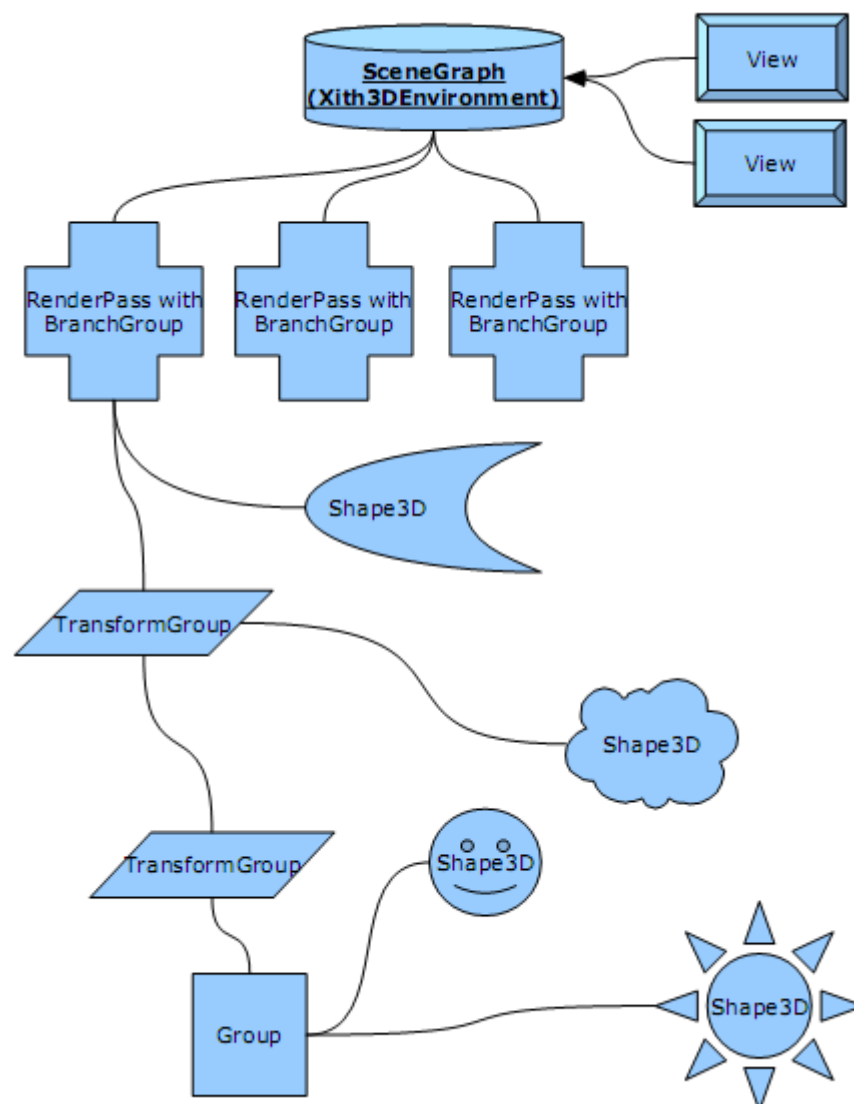 SceneGraph
(Xith3DEnvironment)
View
View
RenderPass with
BranchGroup
RenderPass with
BranchGroup
RenderPass with
BranchGroup
Shape3D
TransformGroup
Shape3D
TransformGroup
Shape3D
Group
Shape3D